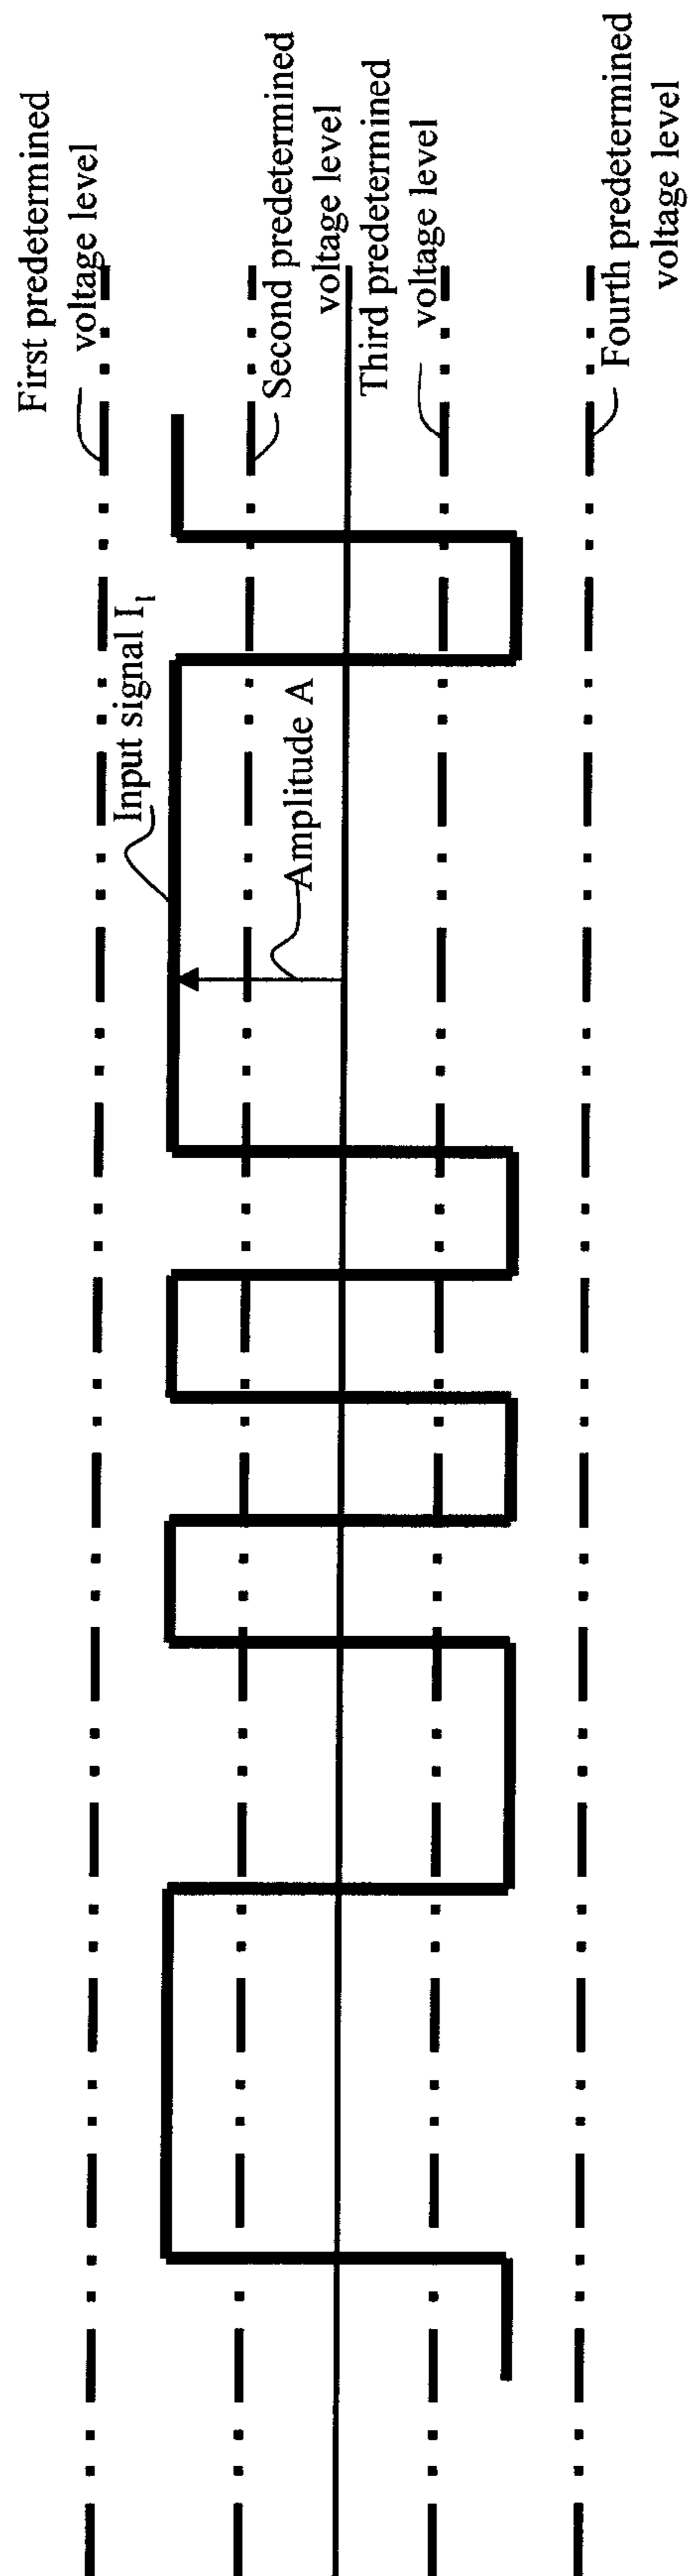 First predetermined
voltage level
Input signal I₁
Second predetermined
voltage level
Amplitude A
Third predetermined
voltage level
Fourth predetermined
voltage level